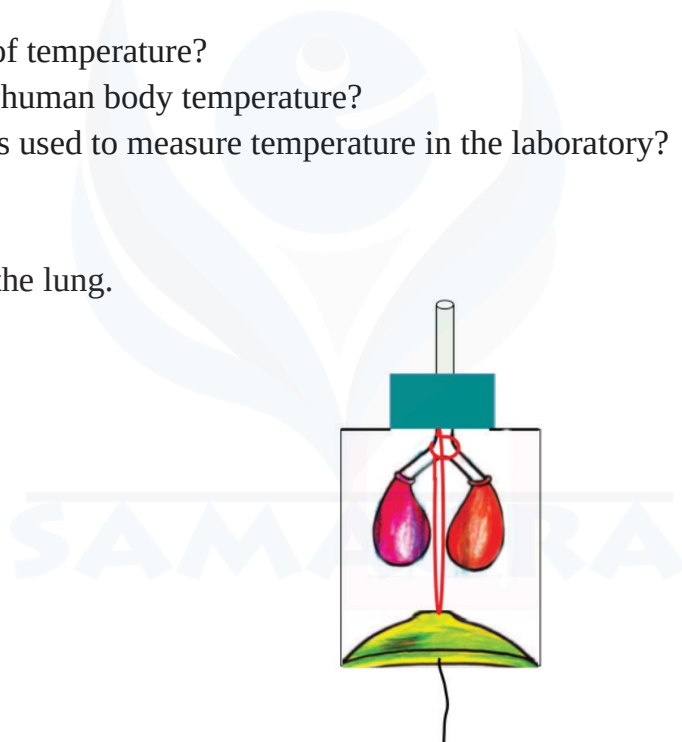 of temperature?
human body temperature?
s used to measure temperature in the laboratory?
the lung.